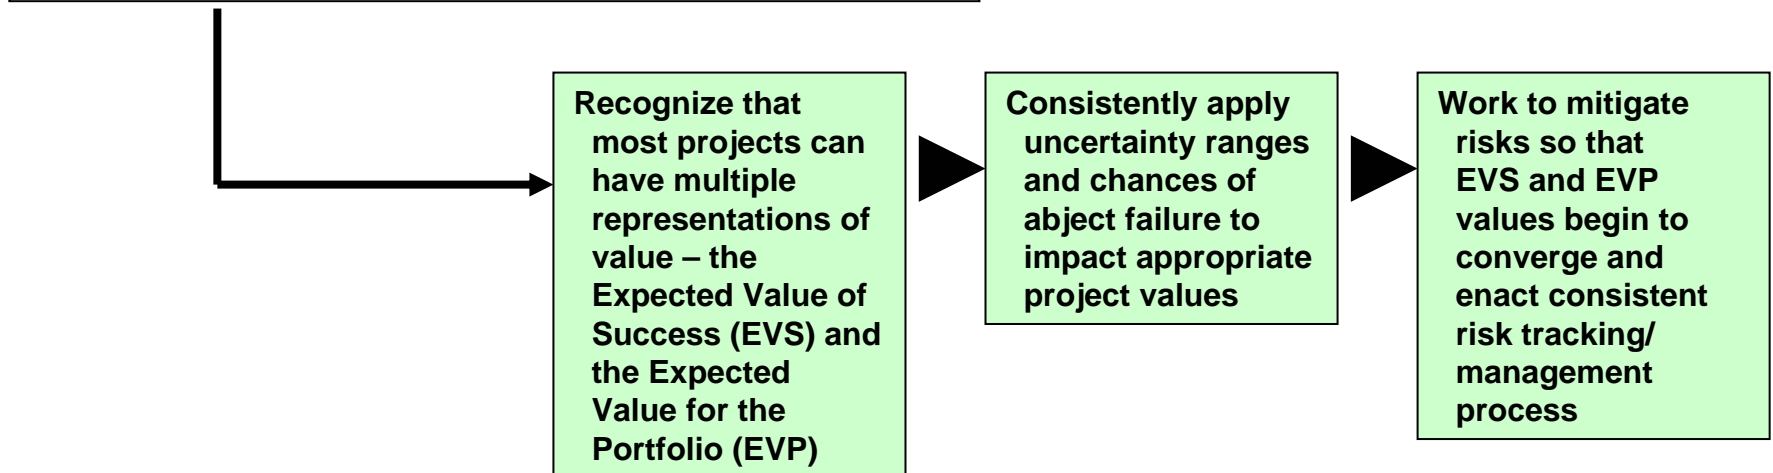 Recognize that
most projects can
have multiple
representations of
value – the
Expected Value of
Success (EVS) and
the Expected
Value for the
Portfolio (EVP)
Consistently apply
uncertainty ranges
and chances of
abject failure to
impact appropriate
project values
Work to mitigate
risks so that
EVS and EVP
values begin to
converge and
enact consistent
risk tracking/
management
process